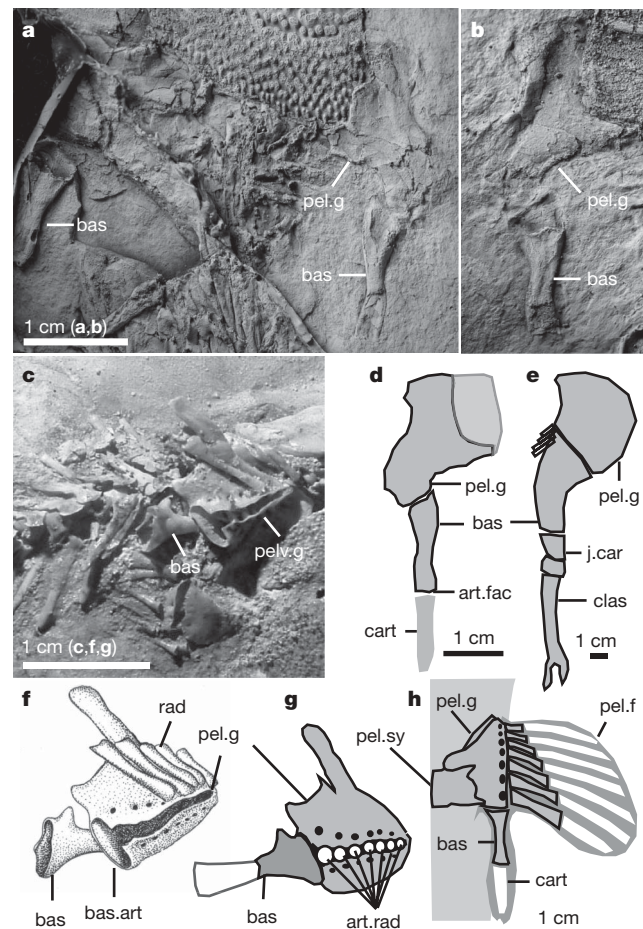 a
b
pel.g
bas
bas
1 cm (a,b)
pel.g
bas
c
bas
pelv.g
1 cm (c,f,g)
d
e
pel.g
pel.g
bas
j.car
art.fac
clas
cart
1 cm
1 cm
f
rad
pel.g
bas
bas.art
g
bas
art.rad
h
pel.g
pel.f
pel.sy
bas
cart
1 cm